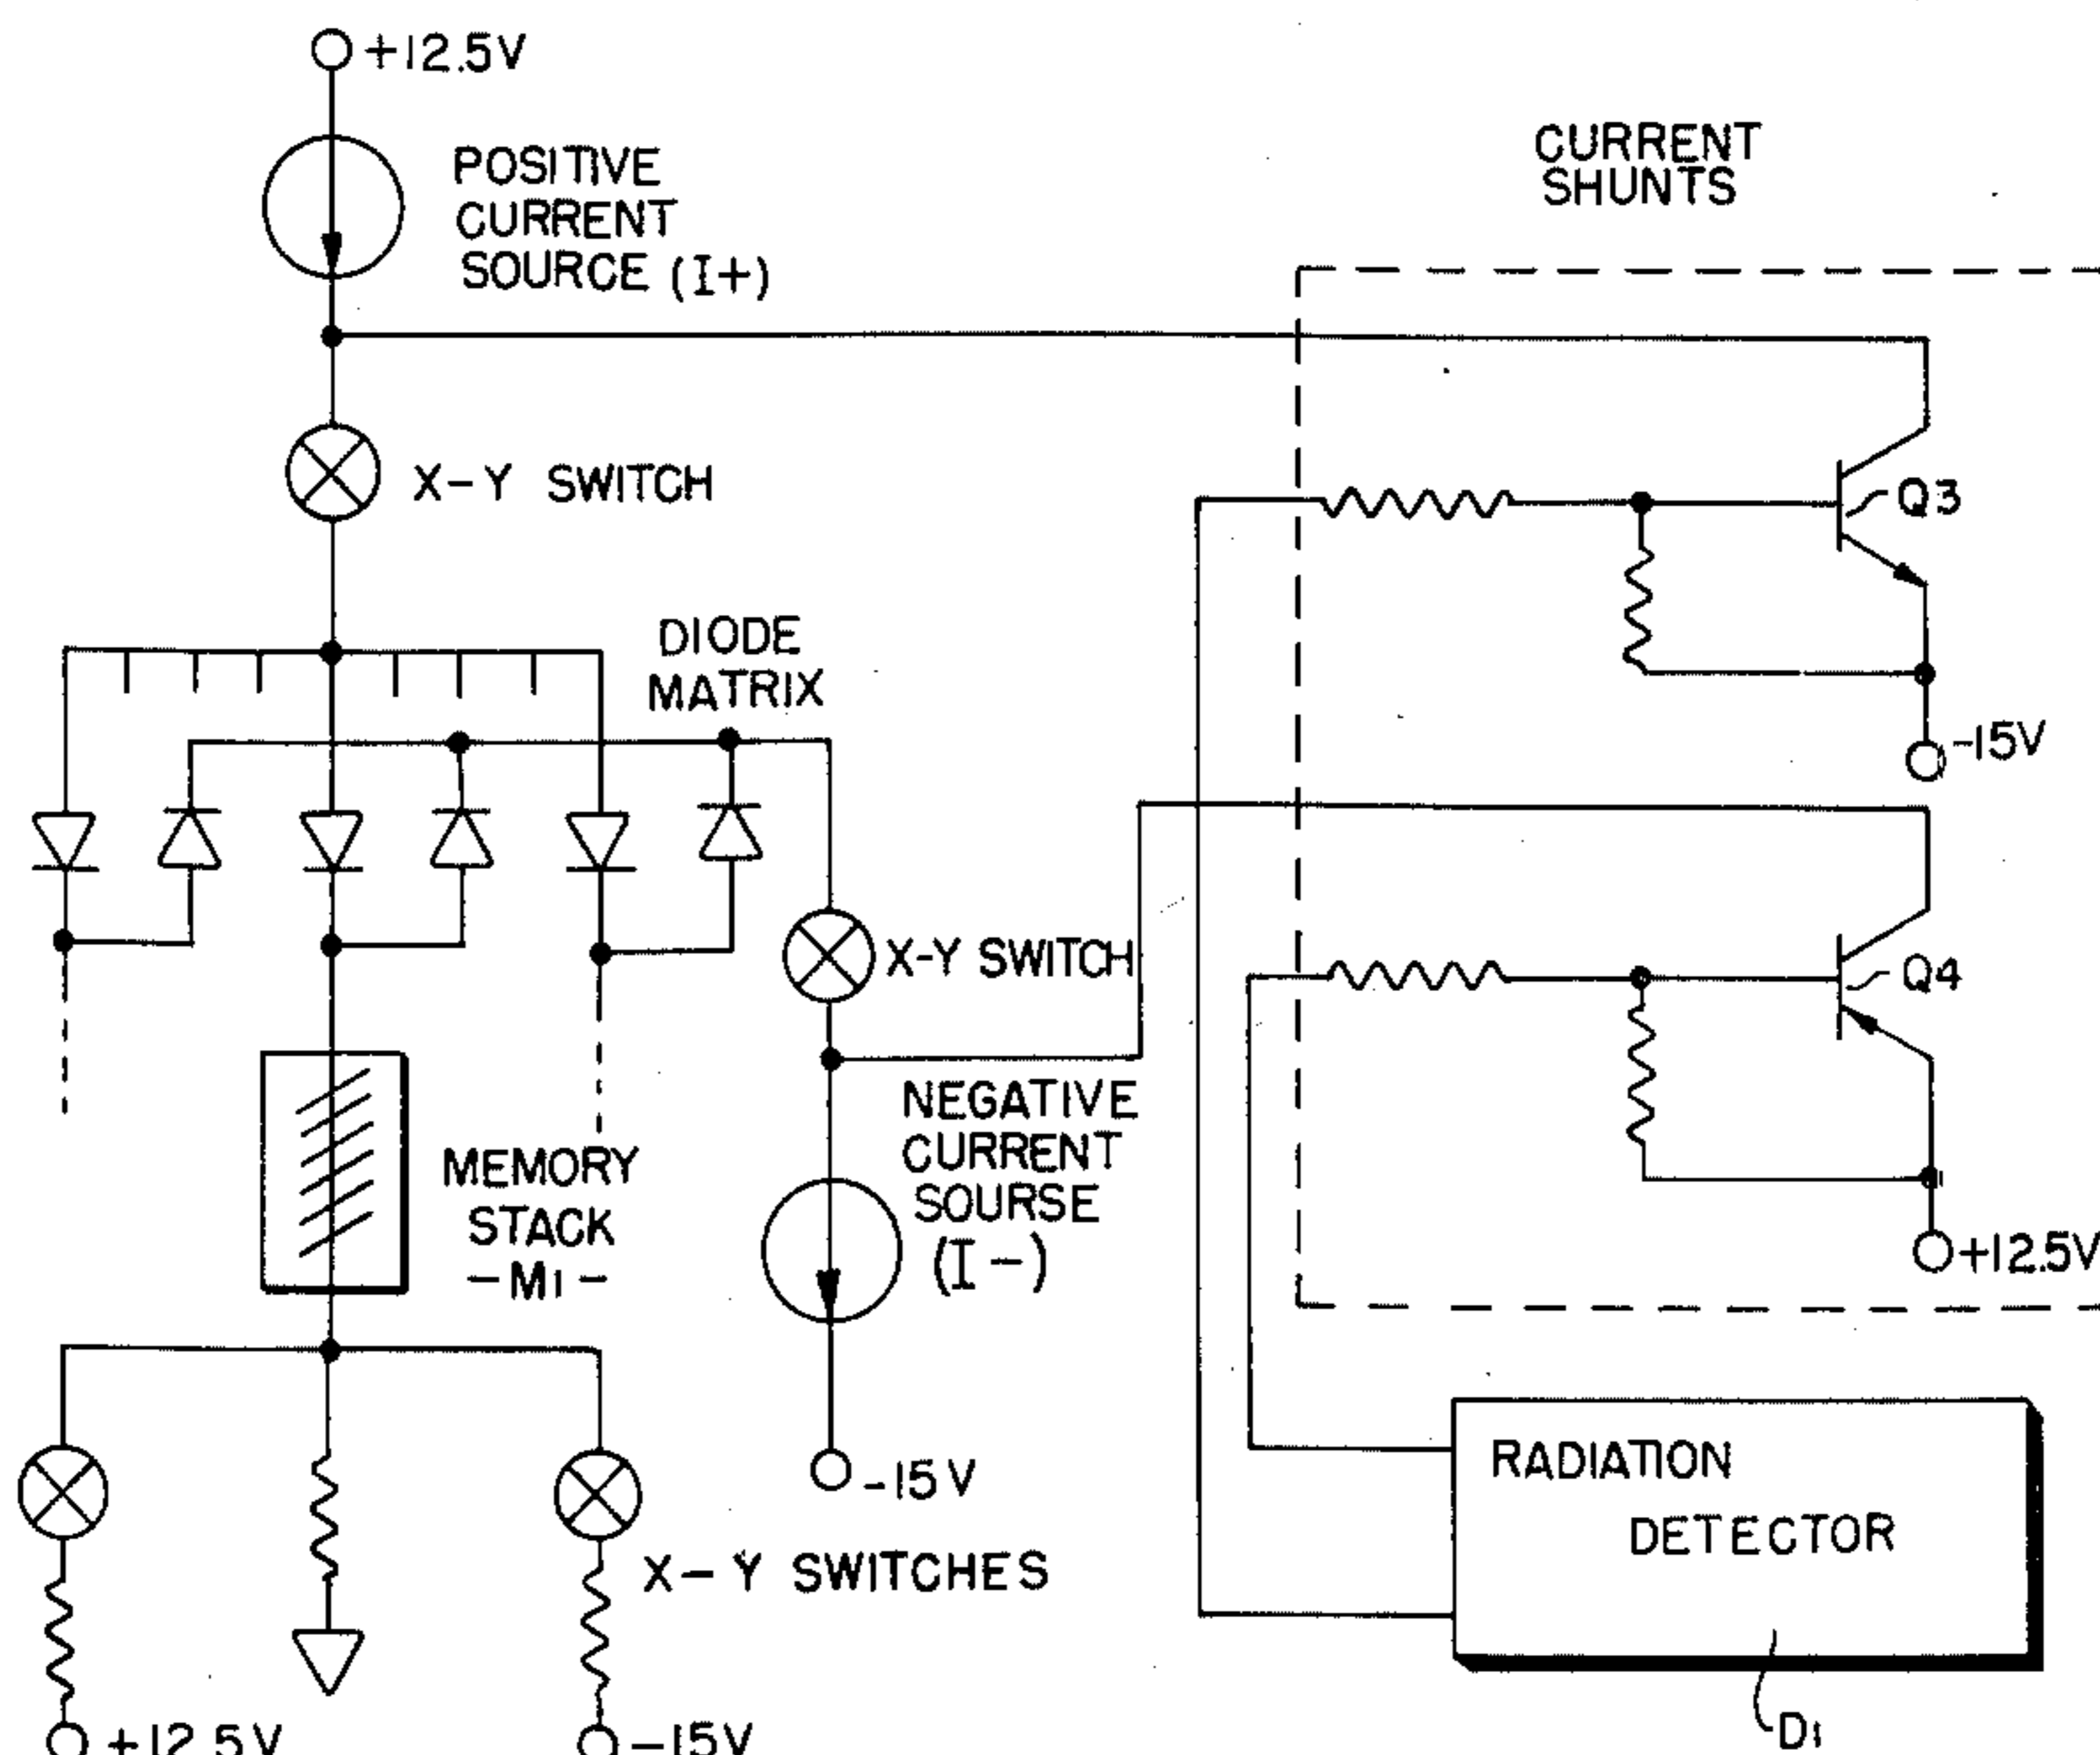 +12.5V
POSITIVE
CURRENT
SOURCE (I+)
CURRENT
SHUNTS
X-Y SWITCH
Q3
DIODE
MATRIX
-15V
X-Y SWITCH
Q4
NEGATIVE
CURRENT
SOURSE
(I-)
MEMORY
STACK
-M1-
+12.5V
-15V
RADIATION
DETECTOR
X-Y SWITCHES
D1
+12.5V
-15V